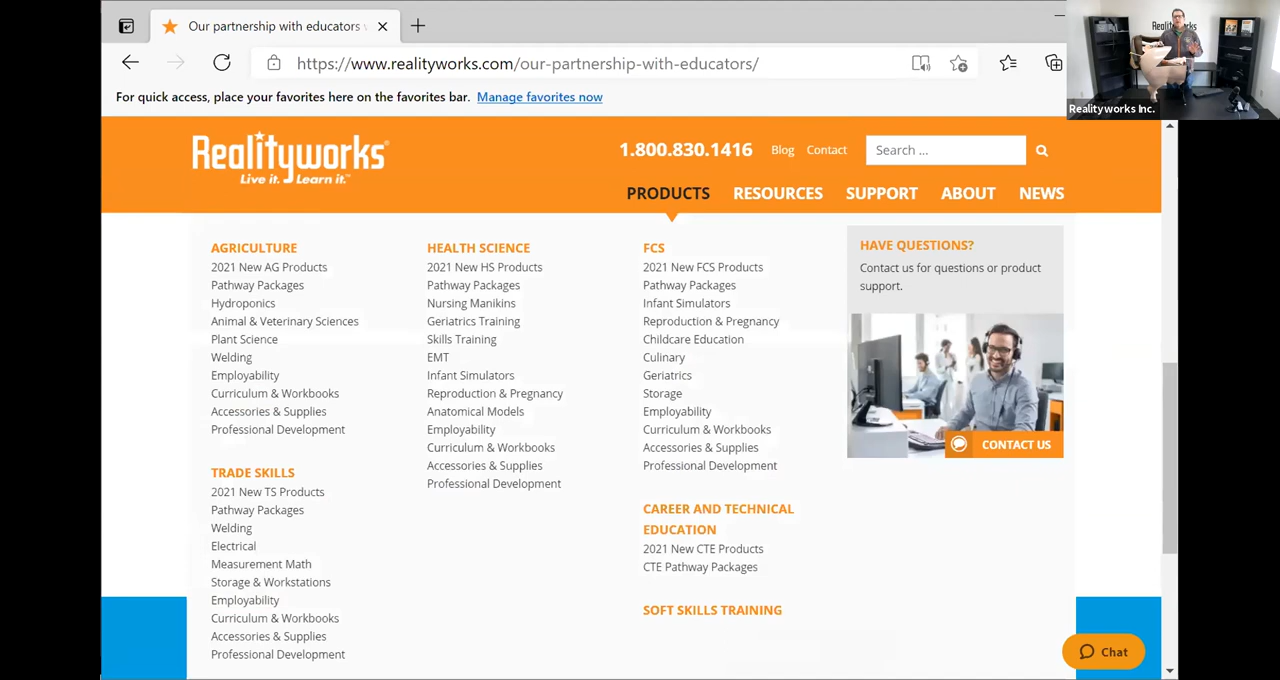 Our partnership with educators
https://www.realityworks.com/our-partnership-with-educators/
For quick access, place your favorites here on the favorites bar. Manage favorites now
Realityworks Inc.
Realityworks®
Live it. Learn it.™
1.800.830.1416
Blog
Contact
Search ...
PRODUCTS
RESOURCES
SUPPORT
ABOUT
NEWS
AGRICULTURE
2021 New AG Products
Pathway Packages
Hydroponics
Animal & Veterinary Sciences
Plant Science
Welding
Employability
Curriculum & Workbooks
Accessories & Supplies
Professional Development
TRADE SKILLS
2021 New TS Products
Pathway Packages
Welding
Electrical
Measurement Math
Storage & Workstations
Employability
Curriculum & Workbooks
Accessories & Supplies
Professional Development
HEALTH SCIENCE
2021 New HS Products
Pathway Packages
Nursing Manikins
Geriatrics Training
Skills Training
EMT
Infant Simulators
Reproduction & Pregnancy
Anatomical Models
Employability
Curriculum & Workbooks
Accessories & Supplies
Professional Development
FCS
2021 New FCS Products
Pathway Packages
Infant Simulators
Reproduction & Pregnancy
Childcare Education
Culinary
Geriatrics
Storage
Employability
Curriculum & Workbooks
Accessories & Supplies
Professional Development
CAREER AND TECHNICAL
EDUCATION
2021 New CTE Products
CTE Pathway Packages
SOFT SKILLS TRAINING
HAVE QUESTIONS?
Contact us for questions or product
support.
CONTACT US
Chat